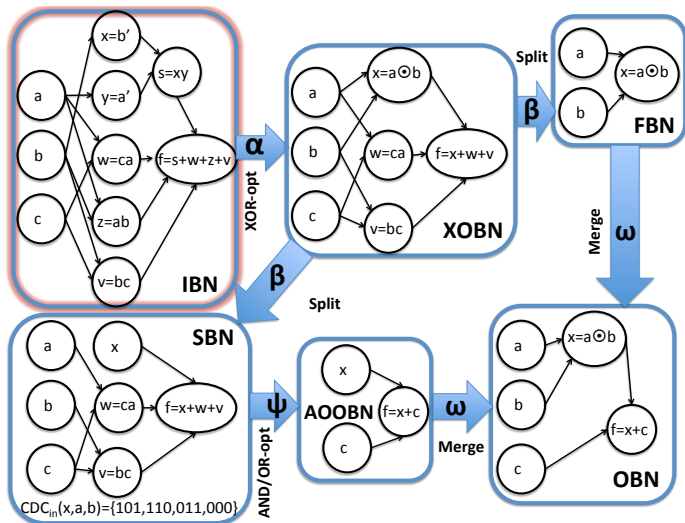 x=b’
y=a’
s=xy
a
b
c
w=ca
z=ab
v=bc
f=s+w+z+v
IBN
α
XOR-opt
a
b
c
x=a⊙b
w=ca
v=bc
f=x+w+v
XOBN
Split
β
a
b
x=a⊙b
FBN
Merge
ω
β
Split
SBN
a
x
b
w=ca
f=x+w+v
c
v=bc
CDCin(x,a,b)={101,110,011,000}
ψ
AND/OR-opt
x
AOOBN
f=x+c
c
ω
Merge
a
x=a⊙b
b
f=x+c
c
OBN